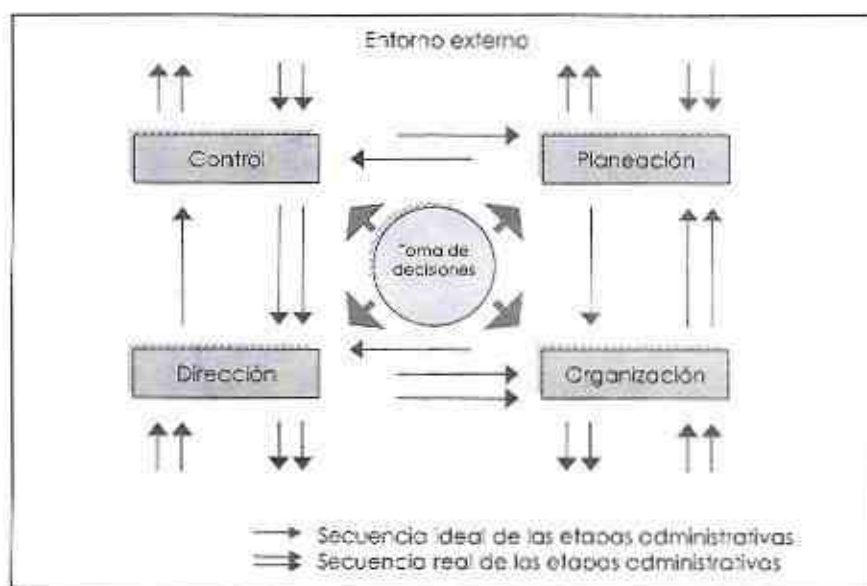 Entorno externo
Control
Planeación
Toma de
decisiones
Dirección
Organización
Secuencia ideal de las etapas administrativas
Secuencia real de las etapas administrativas